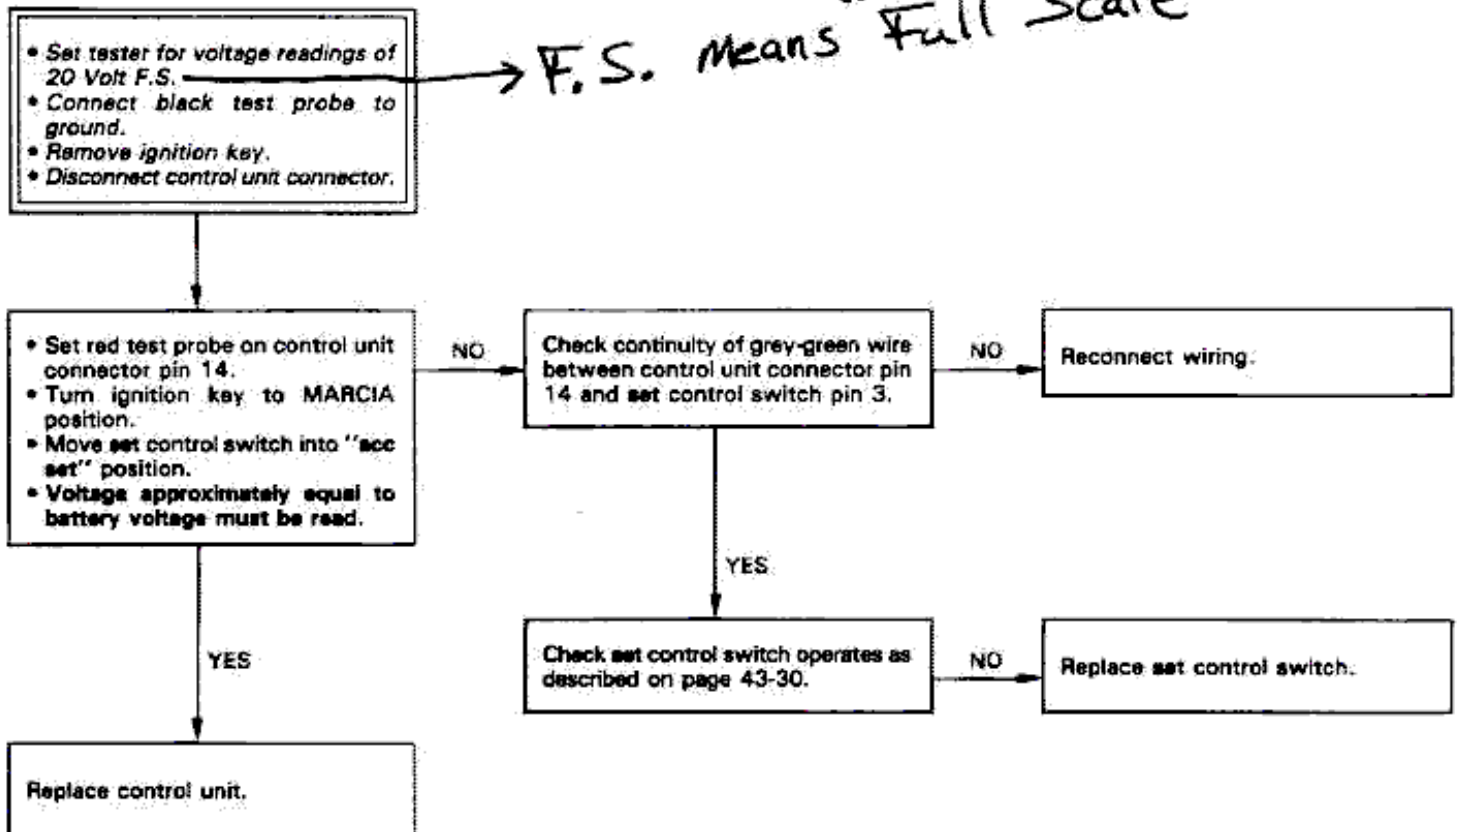 • Set tester for voltage readings of
20 Volt F.S.
• Connect black test probe to
ground.
• Remove ignition key.
• Disconnect control unit connector.
F.S. Means Full Scale
• Set red test probe on control unit
connector pin 14.
• Turn ignition key to MARCIA
position.
• Move set control switch into "acc
set" position.
• Voltage approximately equal to
battery voltage must be read.
NO
Check continuity of grey-green wire
between control unit connector pin
14 and set control switch pin 3.
NO
Reconnect wiring.
YES
YES
Check set control switch operates as
described on page 43-30.
NO
Replace set control switch.
Replace control unit.